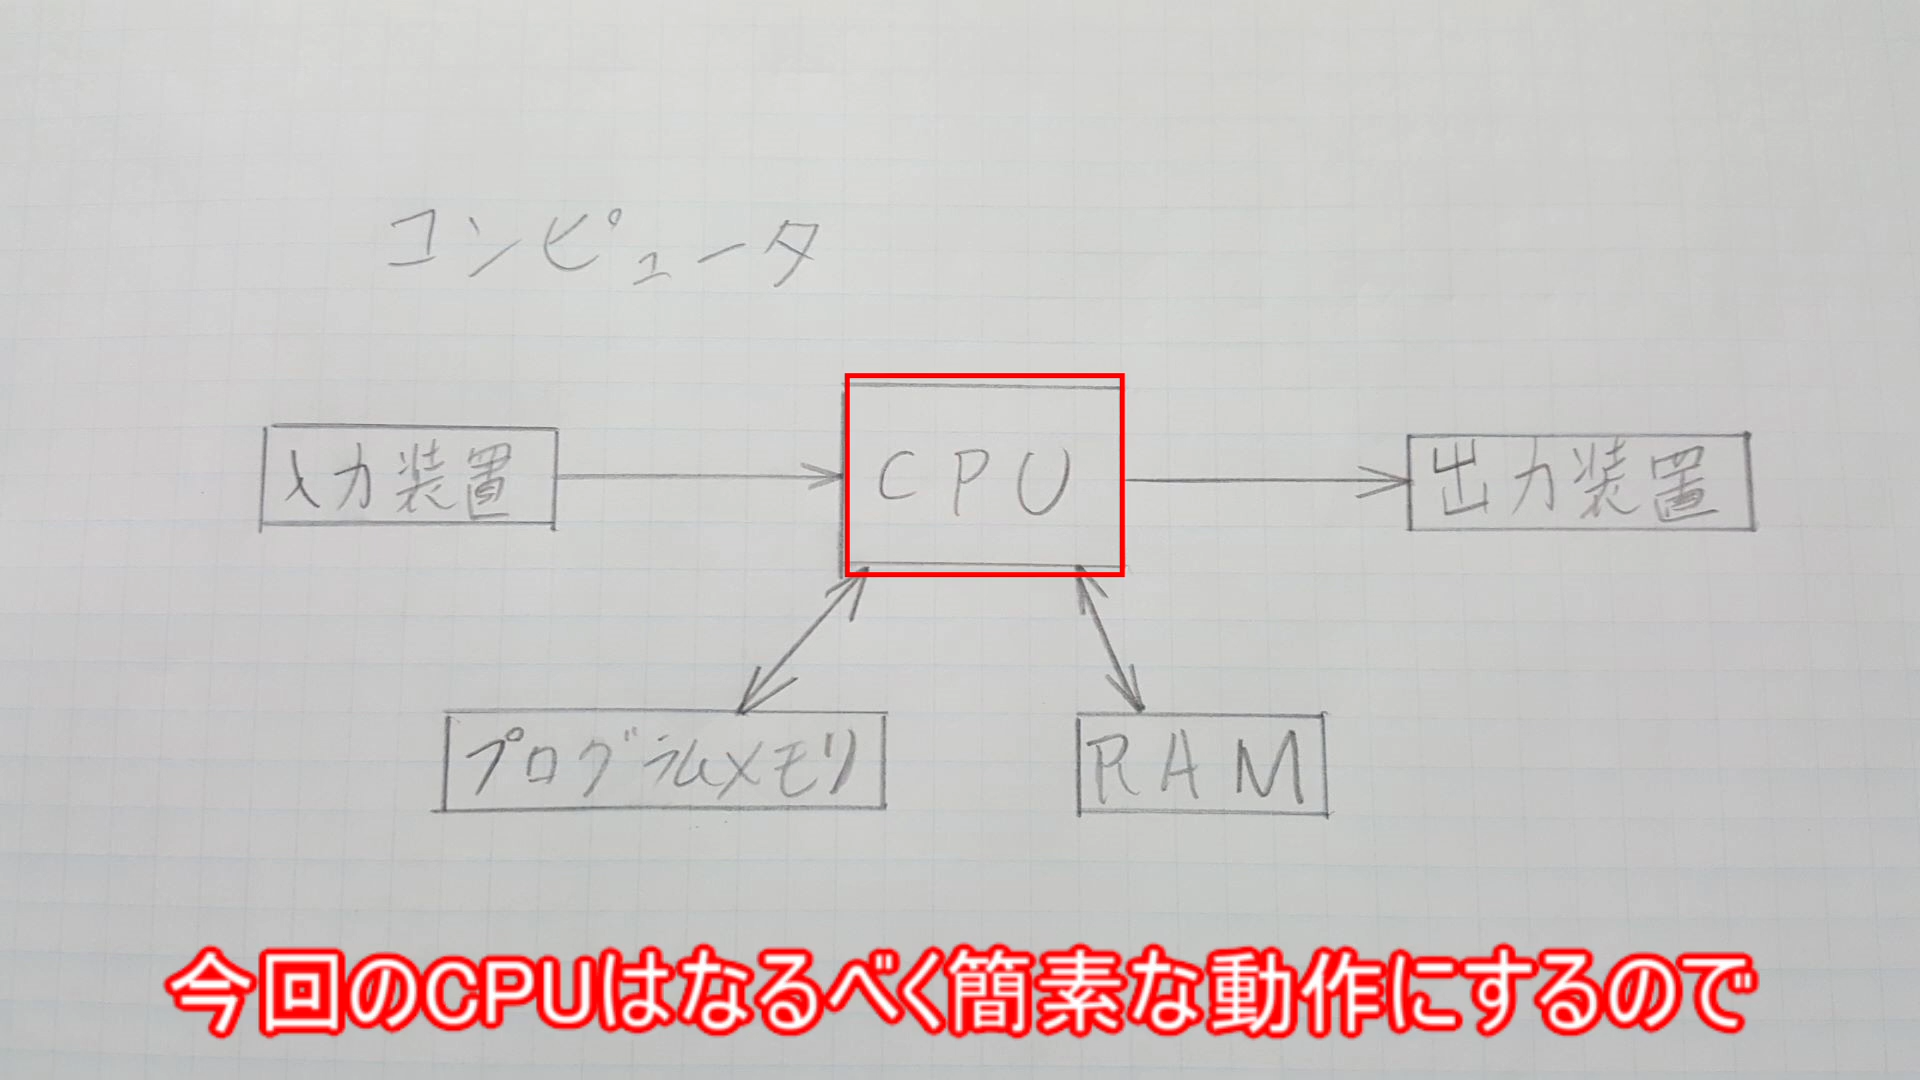 コンピュータ
入力装置
CPU
出力装置
プログラムメモリ
RAM
今回のCPUはなるべく簡素な動作にするので